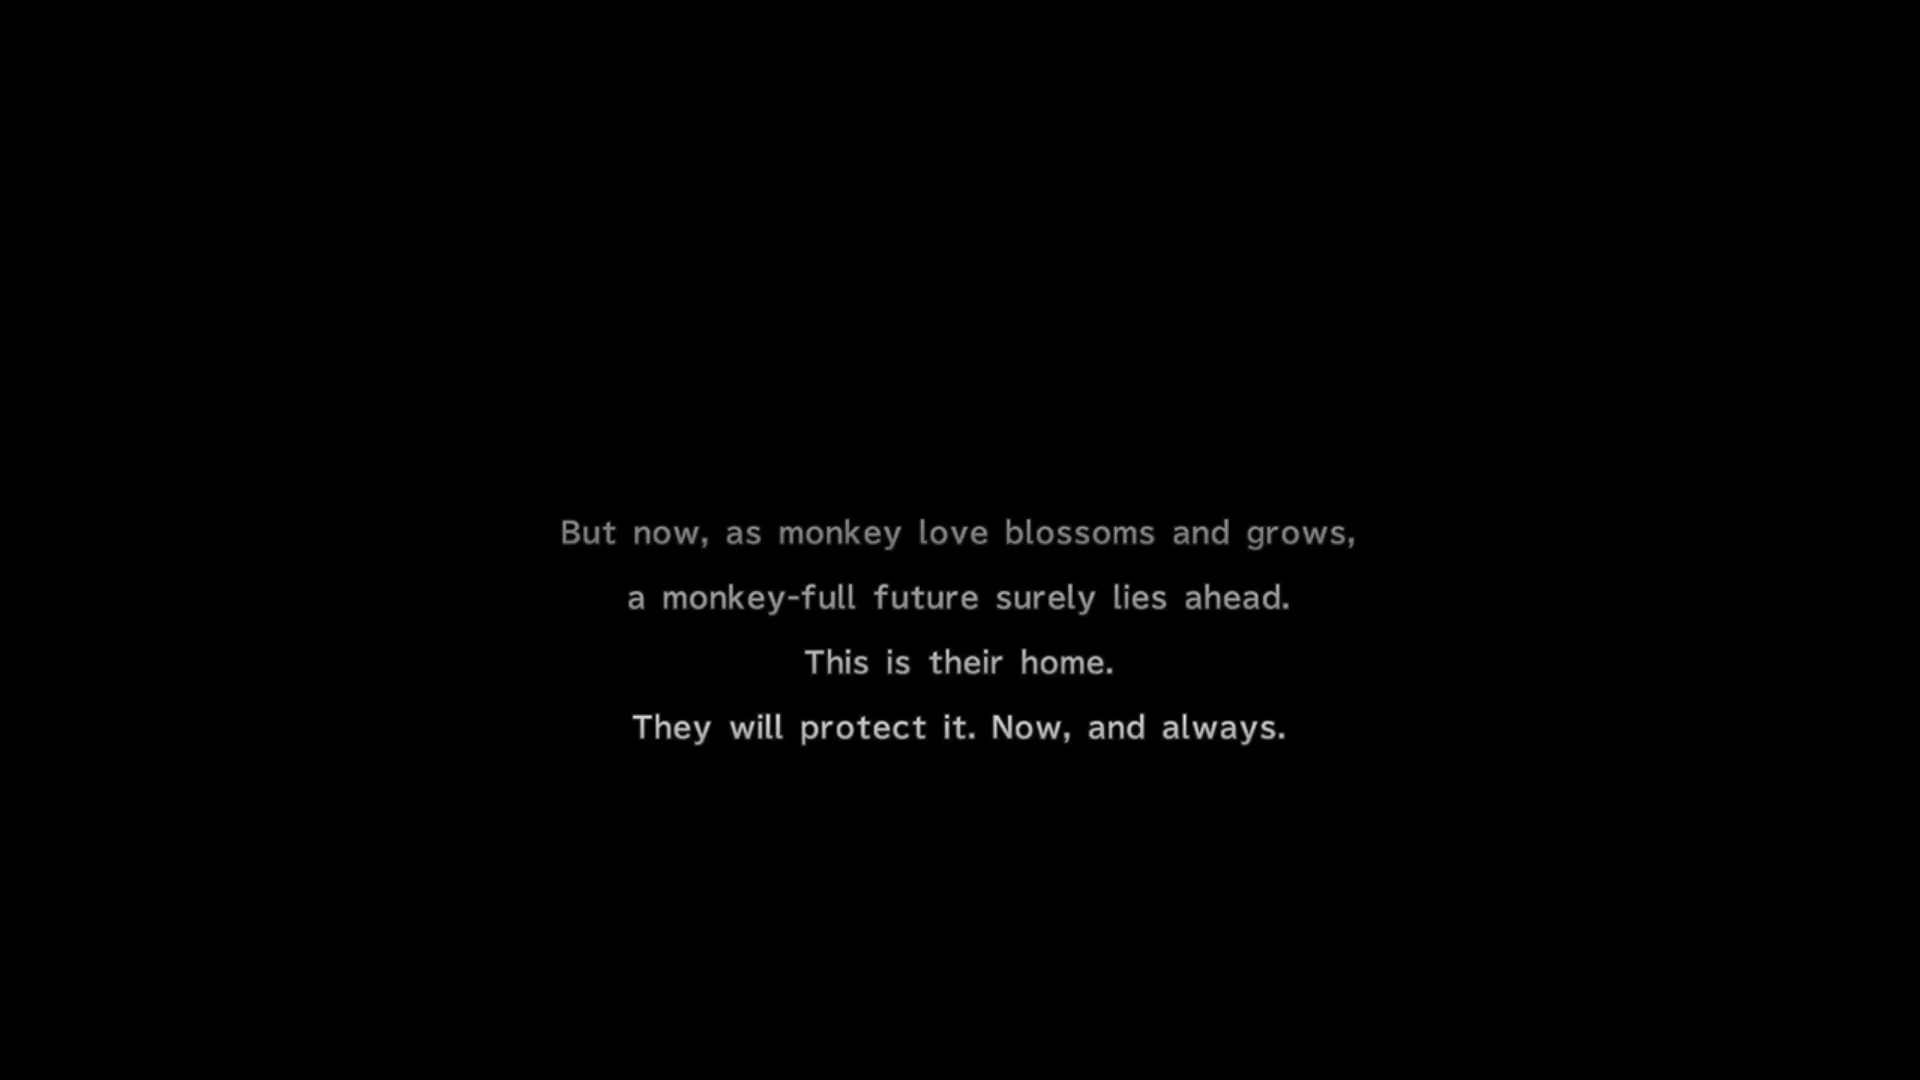 But now, as monkey love blossoms and grows,
a monkey-full future surely lies ahead.
This is their home.
They will protect it. Now, and always.